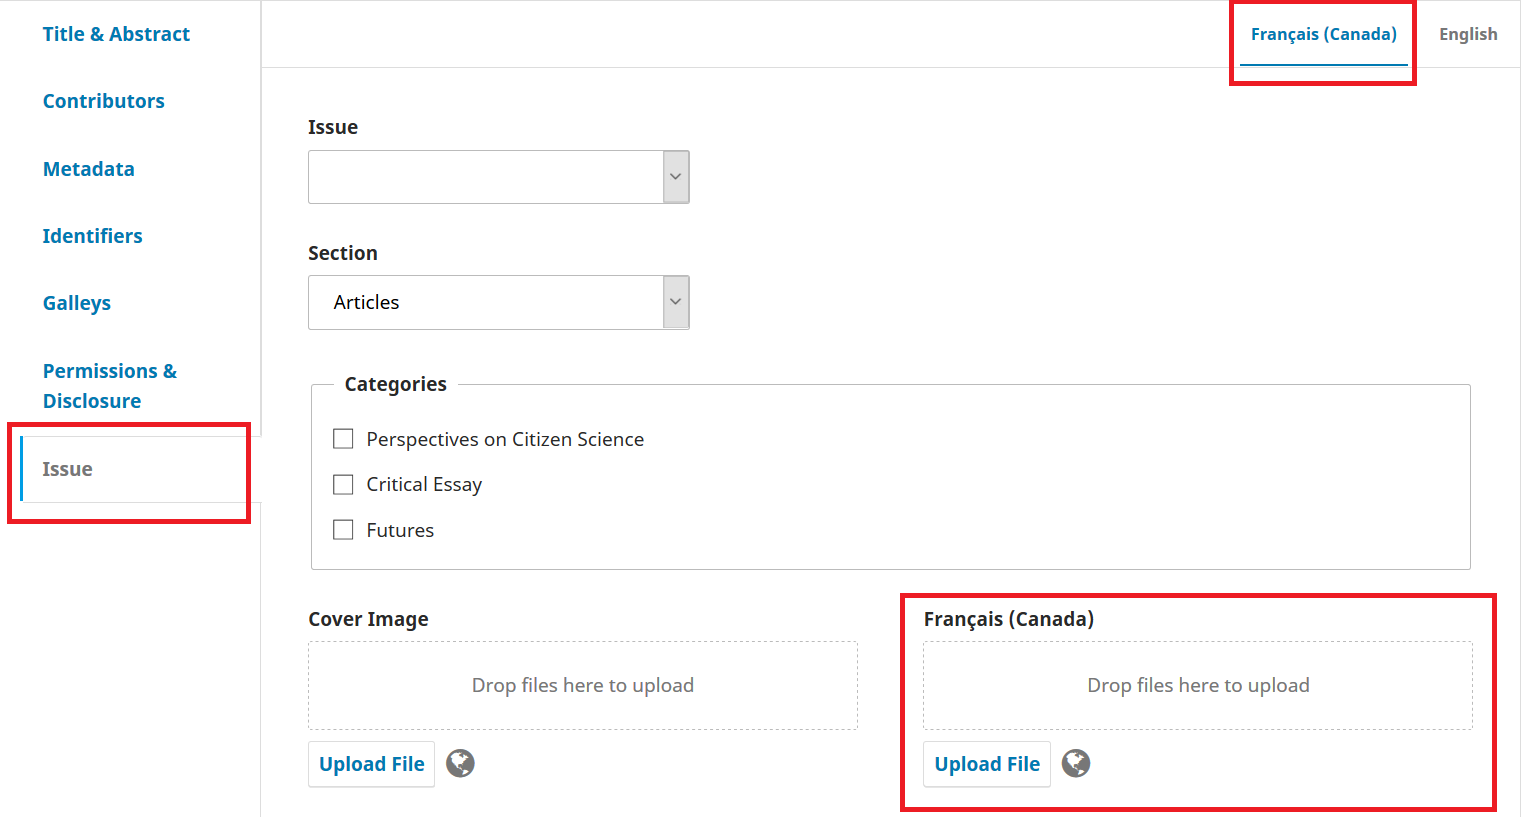 Title & Abstract
Contributors
Metadata
Identifiers
Galleys
Permissions &
Disclosure
Issue
Français (Canada)
English
Issue
Section
Articles
Categories
Perspectives on Citizen Science
Critical Essay
Futures
Cover Image
Drop files here to upload
Upload File
Français (Canada)
Drop files here to upload
Upload File